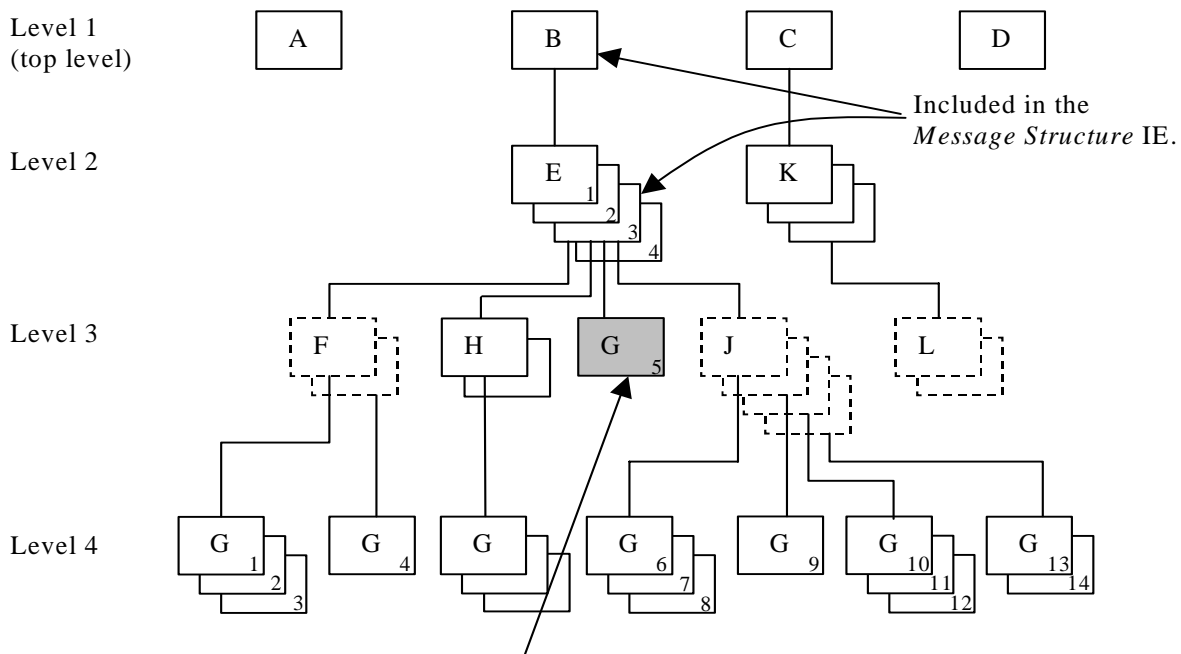 Level 1
(top level)
A
B
C
D
Included in the
Message Structure IE.
Level 2
E
1
2
3
4
K
Level 3
F
H
G
5
J
L
Level 4
G
1
2
3
G
4
G
G
6
7
8
G
9
G
10
11
12
G
13
14